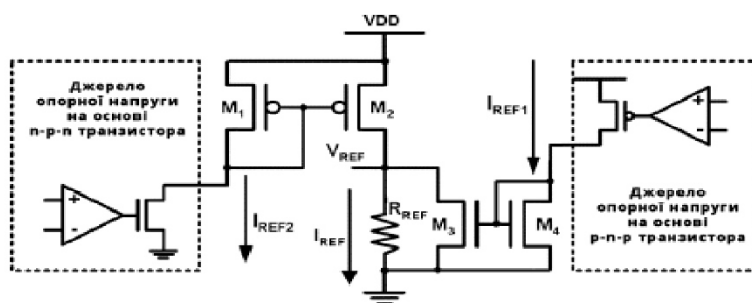 VDD
Джерело
опорної напруги
на основі
n-p-n транзистора
M1
M2
IREF1
+
-
VREF
+
-
IREF2
IREF
RREF
M3
M4
Джерело
опорної напруги
на основі
p-n-p транзистора